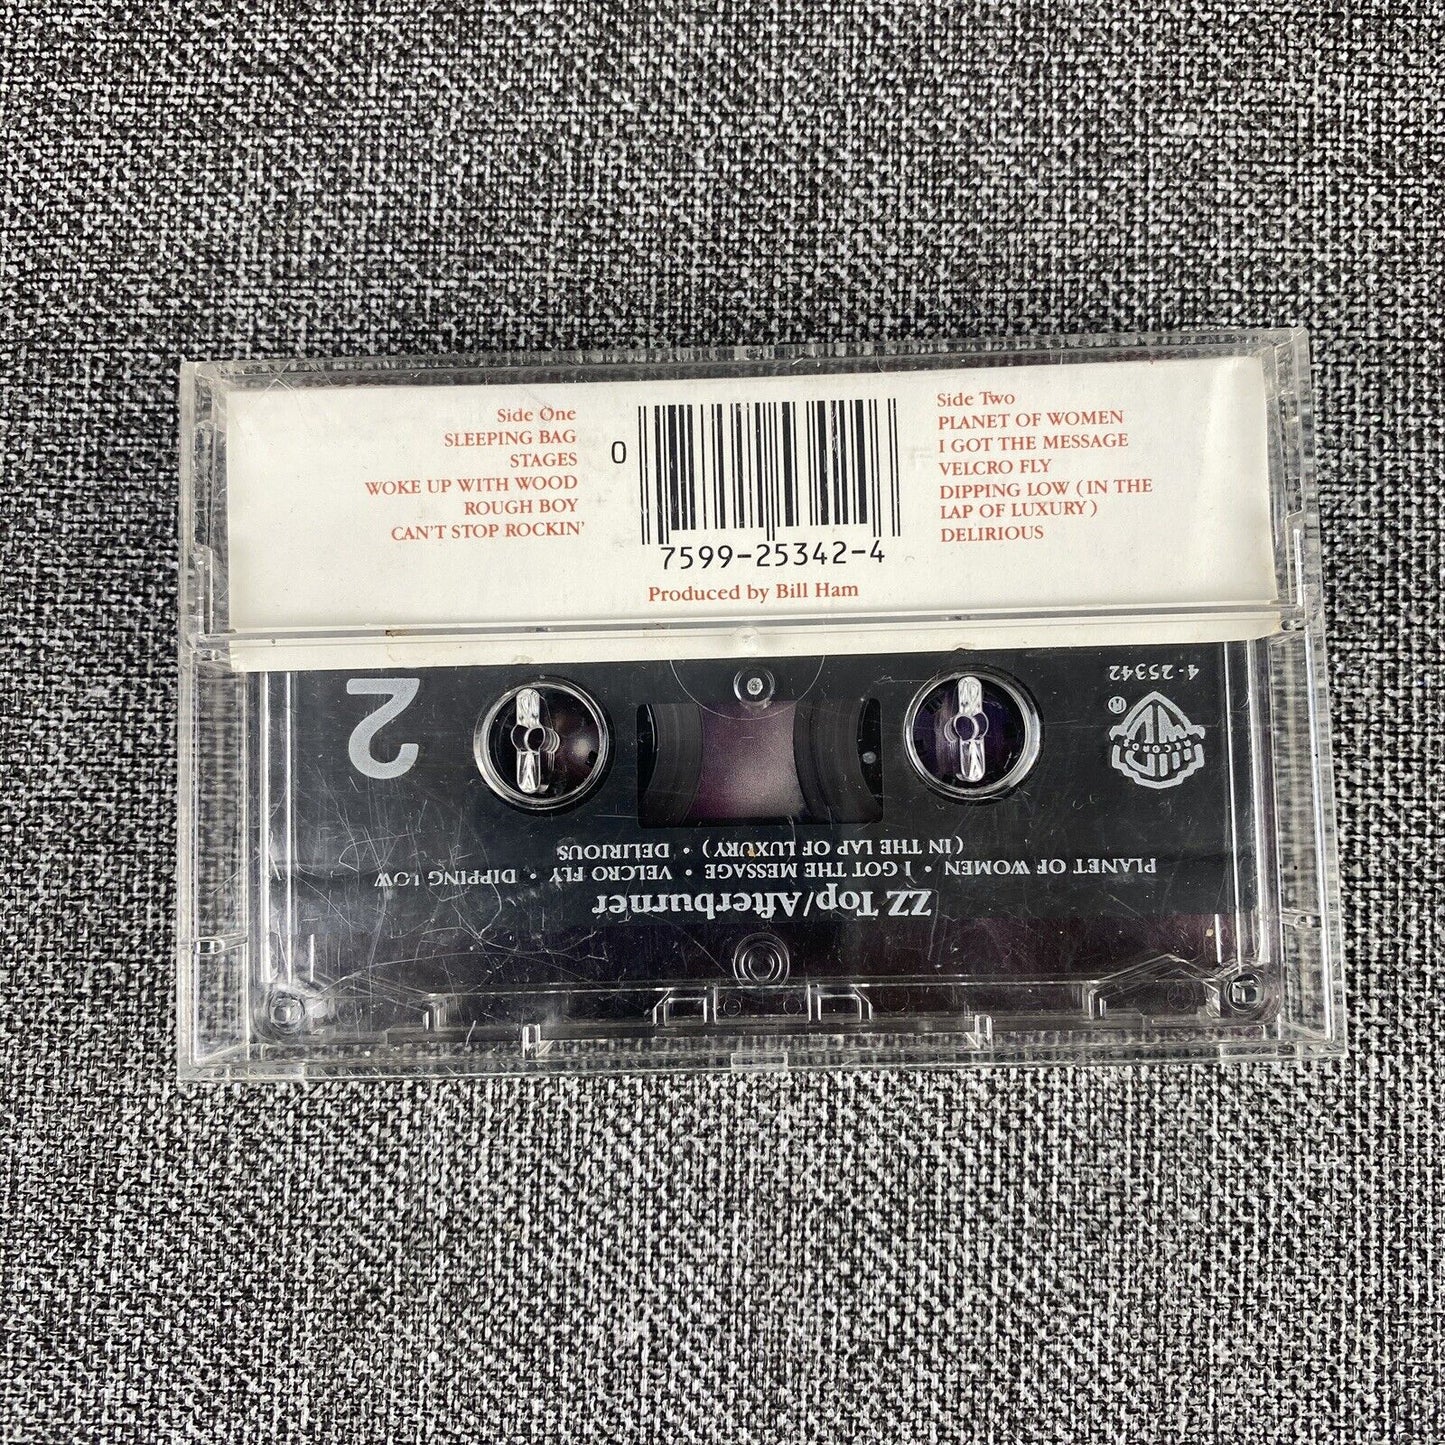 Side One
SLEEPING BAG
STAGES
WOKE UP WITH WOOD
ROUGH BOY
CAN'T STOP ROCKIN'
0
7599-25342-4
Produced by Bill Ham
Side Two
PLANET OF WOMEN
I GOT THE MESSAGE
VELCRO FLY
DIPPING LOW (IN THE
LAP OF LUXURY)
DELIRIOUS
ZZ Top/Afterburner
PLANET OF WOMEN • I GOT THE MESSAGE • VELCRO FLY • DIPPING LOW
(IN THE LAP OF LUXURY) • DELIRIOUS
2
WB
RECORDS
®
4-25342